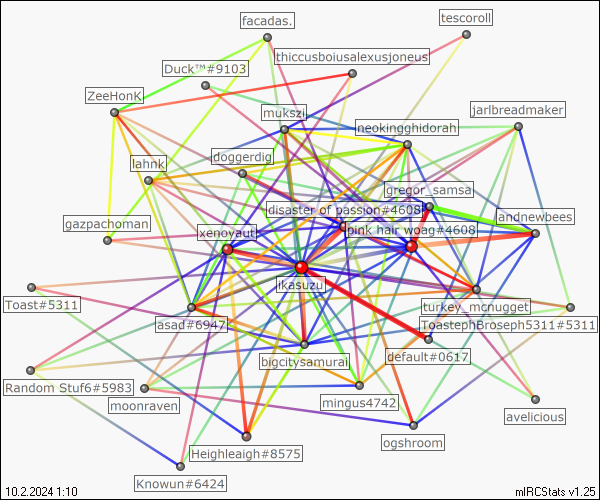 facadas.
tescoroll
thiccusboiusalexusjoneus
Duck™#9103
ZeeHonK
mukszi
jarlbreadmaker
neokingghidorah
doggerdig
lahnk
gregor_samsa
disaster of passion#4608
gazpachoman
xenoyaut
pink hair woag#4608
andnewbees
ikasuzu
Toast#5311
turkey_mcnugget
asad#6947
ToastephBroseph5311#5311
bigcitysamurai
default#0617
Random Stuf6#5983
moonraven
mingus4742
avelicious
ogshroom
Heighleaigh#8575
Knowun#6424
10.2.2024 1:10
mIRCStats v1.25